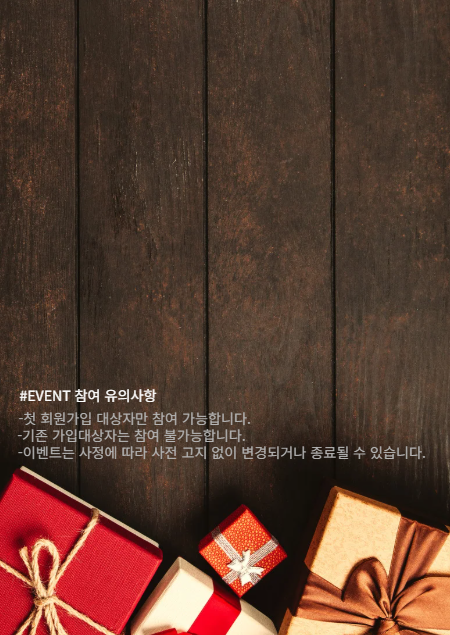 #EVENT 참여 유의사항
-첫 회원가입 대상자만 참여 가능합니다.
-기존 가입대상자는 참여 불가능합니다.
-이벤트는 사정에 따라 사전 고지 없이 변경되거나 종료될 수 있습니다.